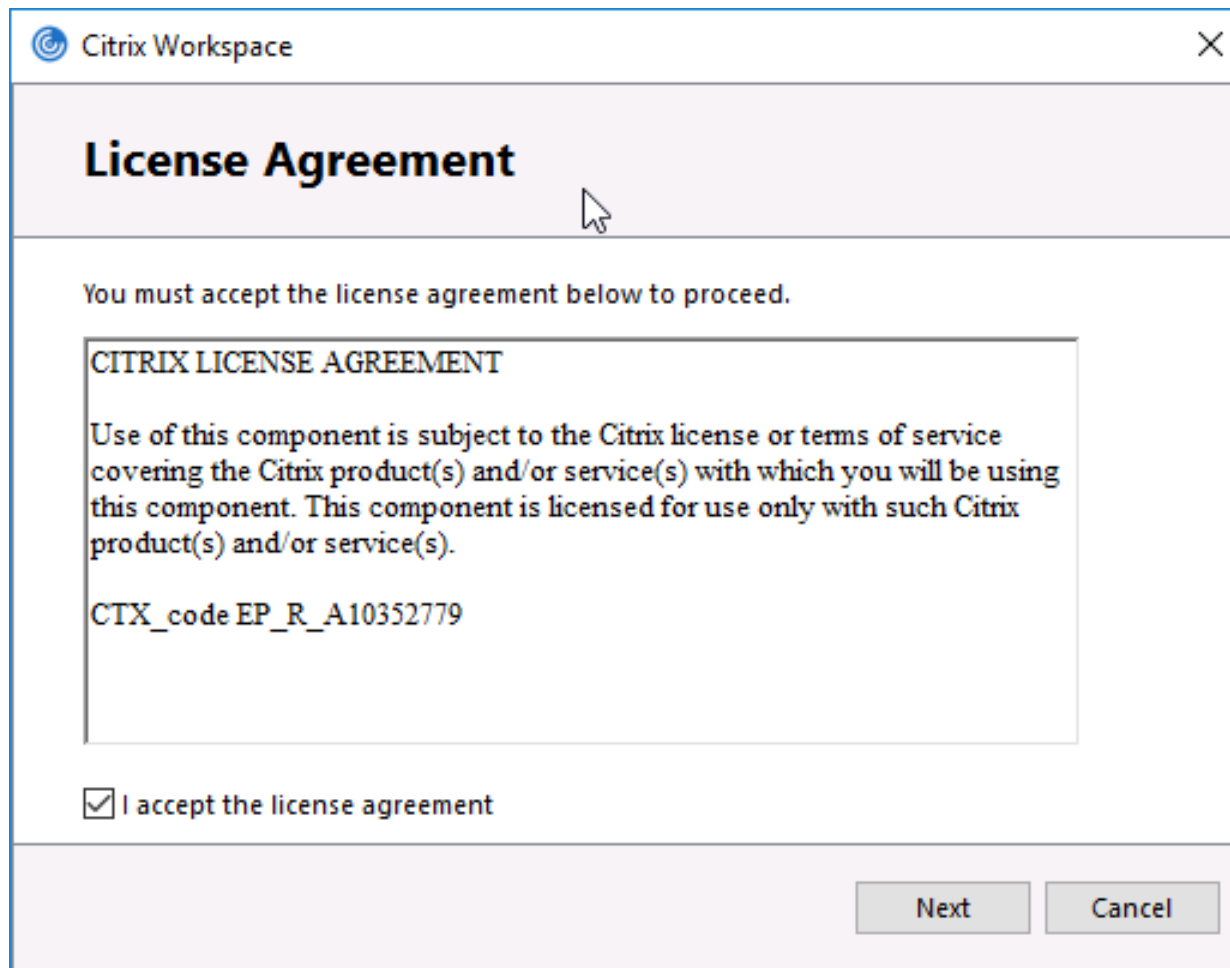 Citrix Workspace
License Agreement
You must accept the license agreement below to proceed.
CITRIX LICENSE AGREEMENT
Use of this component is subject to the Citrix license or terms of service
covering the Citrix product(s) and/or service(s) with which you will be using
this component. This component is licensed for use only with such Citrix
product(s) and/or service(s).
CTX_code EP_R_A10352779
I accept the license agreement
Next Cancel